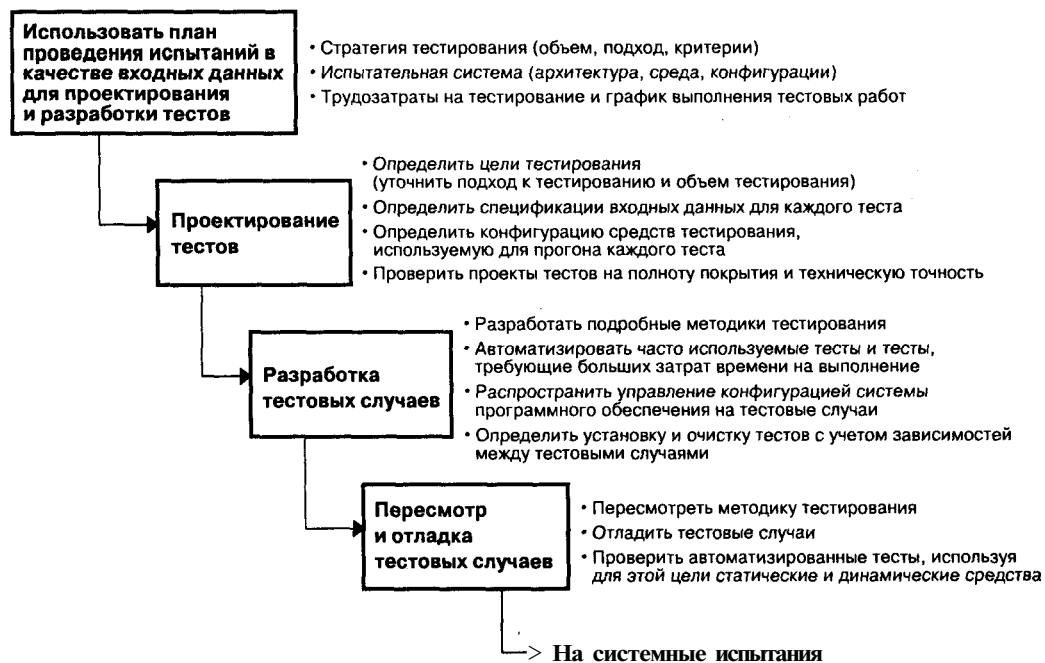 Использовать план
проведения испытаний в
качестве входных данных
для проектирования
и разработки тестов
• Стратегия тестирования (объем, подход, критерии)
• Испытательная система (архитектура, среда, конфигурации)
• Трудозатраты на тестирование и график выполнения тестовых работ
Проектирование
тестов
• Определить цели тестирования
(уточнить подход к тестированию и объем тестирования)
• Определить спецификации входных данных для каждого теста
• Определить конфигурацию средств тестирования,
используемую для прогона каждого теста
• Проверить проекты тестов на полноту покрытия и техническую точность
Разработка
тестовых случаев
• Разработать подробные методики тестирования
• Автоматизировать часто используемые тесты и тесты,
требующие больших затрат времени на выполнение
• Распространить управление конфигурацией системы
программного обеспечения на тестовые случаи
• Определить установку и очистку тестов с учетом зависимостей
между тестовыми случаями
Пересмотр
и отладка
тестовых случаев
• Пересмотреть методику тестирования
• Отладить тестовые случаи
• Проверить автоматизированные тесты, используя
для этой цели статические и динамические средства
На системные испытания